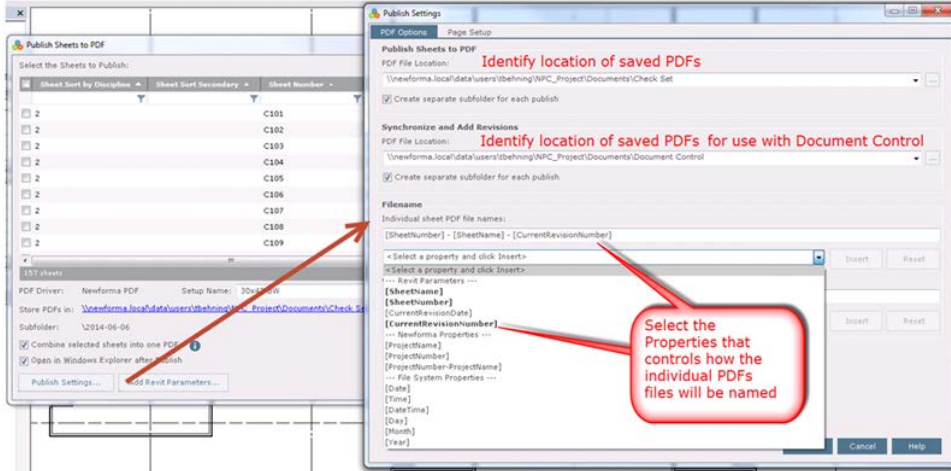 Publish Sheets to PDF
Select the Sheets to Publish:
Sheet Sort by Discipline Sheet Sort Secondary Sheet Number
2 C101
2 C102
2 C103
2 C104
2 C105
2 C106
2 C107
2 C108
2 C109
157 sheets
PDF Driver: Newforma PDF Setup Name:
Store PDFs in: \\newforma.local\data\users\tbehning\NPC_Project\Documents\Check Se
Subfolder: \2014-06-06
Combine selected sheets into one PDF
Open in Windows Explorer after Publish
Publish Settings... Add Revit Parameters...
Publish Settings
PDF Options Page Setup
Publish Sheets to PDF
PDF File Location: Identify location of saved PDFs
\\newforma.local\data\users\tbehning\NPC_Project\Documents\Check Set
Create separate subfolder for each publish
Synchronize and Add Revisions
PDF File Location: Identify location of saved PDFs for use with Document Control
\\newforma.local\data\users\tbehning\NPC_Project\Documents\Document Control
Create separate subfolder for each publish
Filename
Individual sheet PDF file names:
[SheetNumber] - [SheetName] - [CurrentRevisionNumber]
<Select a property and click Insert> Insert Reset
<Select a property and click Insert>
--- Revit Parameters ---
[SheetName]
[SheetNumber]
[CurrentRevisionDate]
[CurrentRevisionNumber]
--- Newforma Properties ---
[ProjectName]
[ProjectNumber]
[ProjectNumber-ProjectName]
--- File System Properties ---
[Date]
[Time]
[DateTime]
[Day]
[Month]
[Year]
Insert Reset
Select the
Properties that
controls how the
individual PDFs
files will be named
Cancel Help